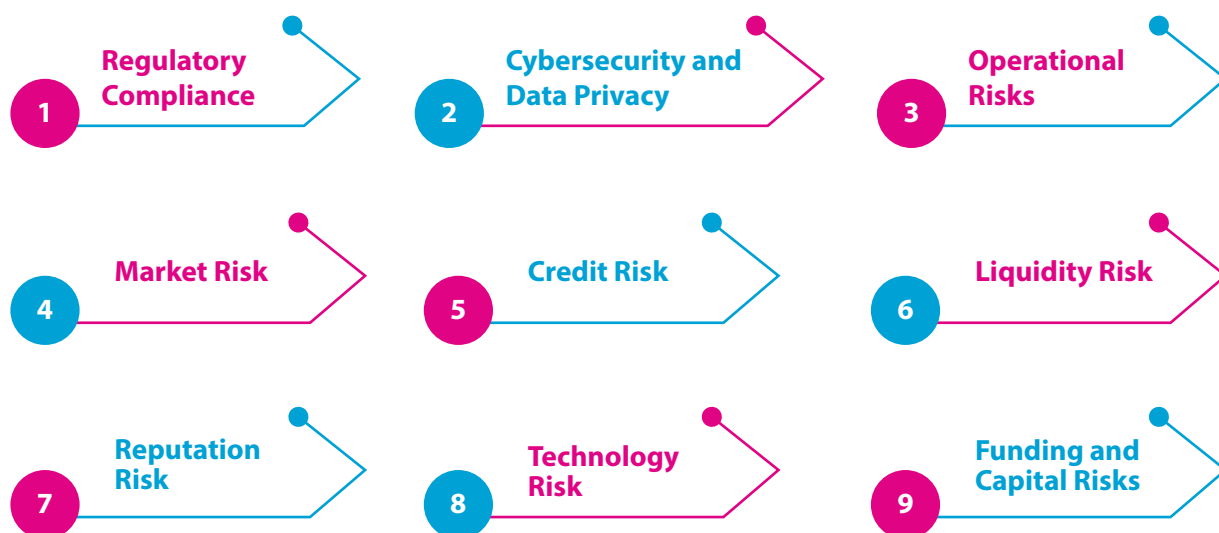 1
Regulatory
Compliance
2
Cybersecurity and
Data Privacy
3
Operational
Risks
4
Market Risk
5
Credit Risk
6
Liquidity Risk
7
Reputation
Risk
8
Technology
Risk
9
Funding and
Capital Risks